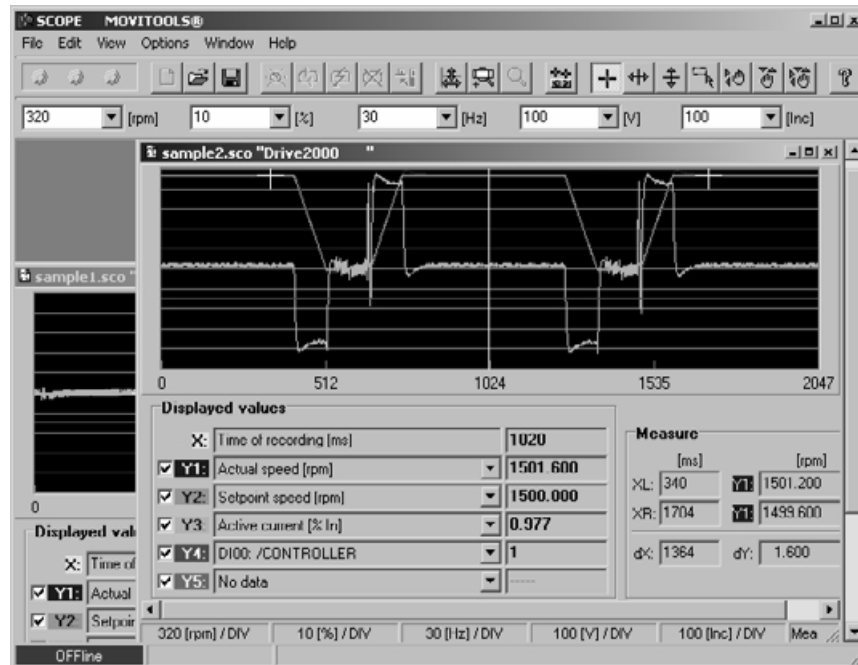 SCOPE MOVITOOLS®
File Edit View Options Window Help
320 [rpm] 10 [%] 30 [Hz] 100 [V] 100 [Inc]
sample2.sco "Drive2000 "
sample1.sco "
0 512 1024 1535 2047
Displayed values
X: Time of recording [ms] 1020
Y1: Actual speed [rpm] 1501.600
Y2: Setpoint speed [rpm] 1500.000
Y3: Active current [% In] 0.977
Y4: DI00: /CONTROLLER 1
Y5: No data -----
Measure
[ms] [rpm]
XL: 340 Y1: 1501.200
XR: 1704 Y1: 1499.600
dX: 1364 dY: 1.600
0
Displayed val
X: Time of
Y1: Actual
Y2: Setpoir
320 [rpm] / DIV 10 [%] / DIV 30 [Hz] / DIV 100 [V] / DIV 100 [Inc] / DIV Mea
OFFline